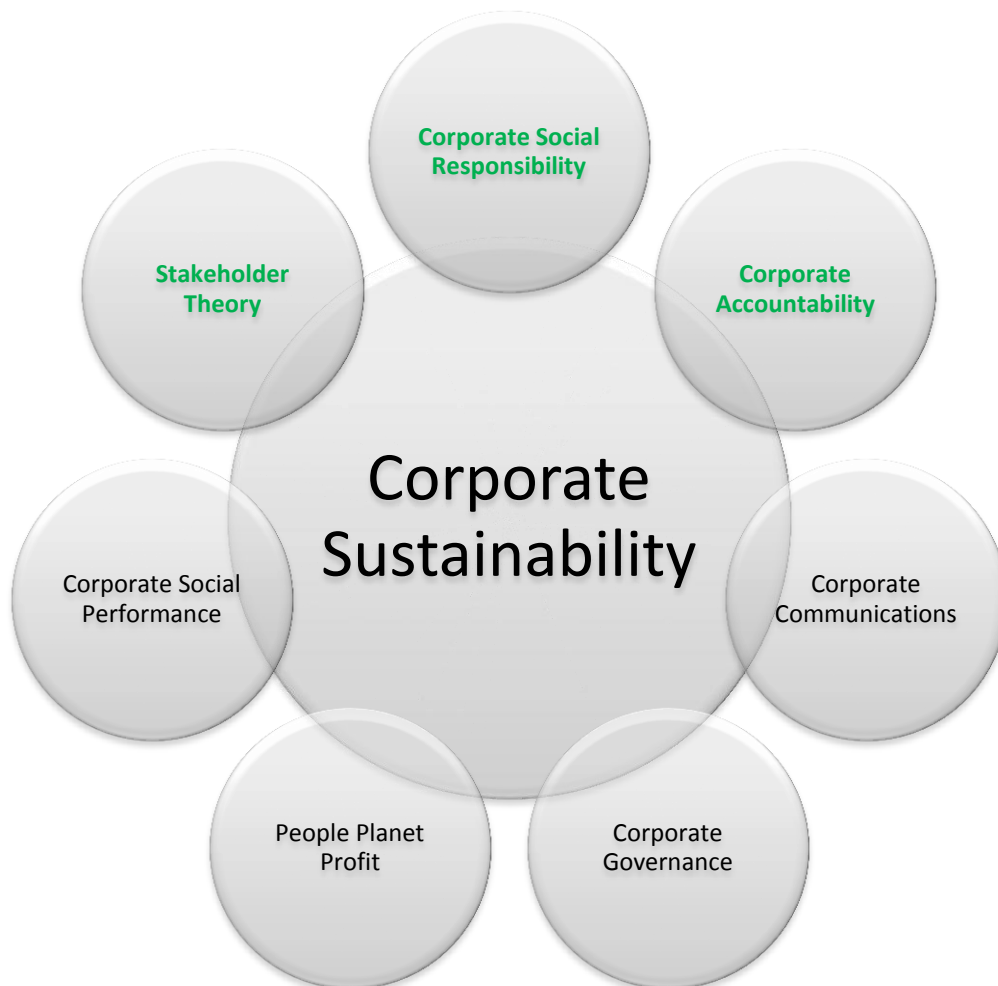 Corporate Social
Responsibility
Stakeholder
Theory
Corporate
Accountability
Corporate
Sustainability
Corporate Social
Performance
Corporate
Communications
People Planet
Profit
Corporate
Governance